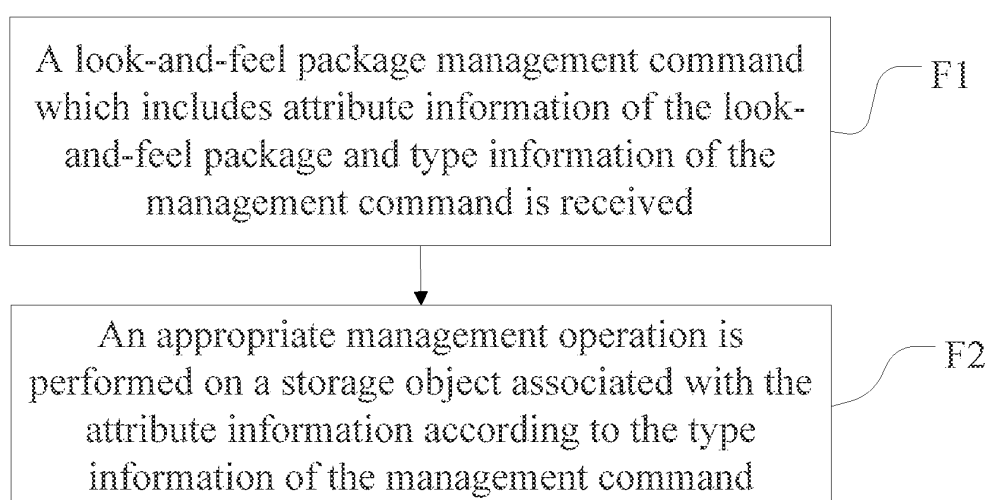 A look-and-feel package management command
which includes attribute information of the look-
and-feel package and type information of the
management command is received
F1
An appropriate management operation is
performed on a storage object associated with the
attribute information according to the type
information of the management command
F2